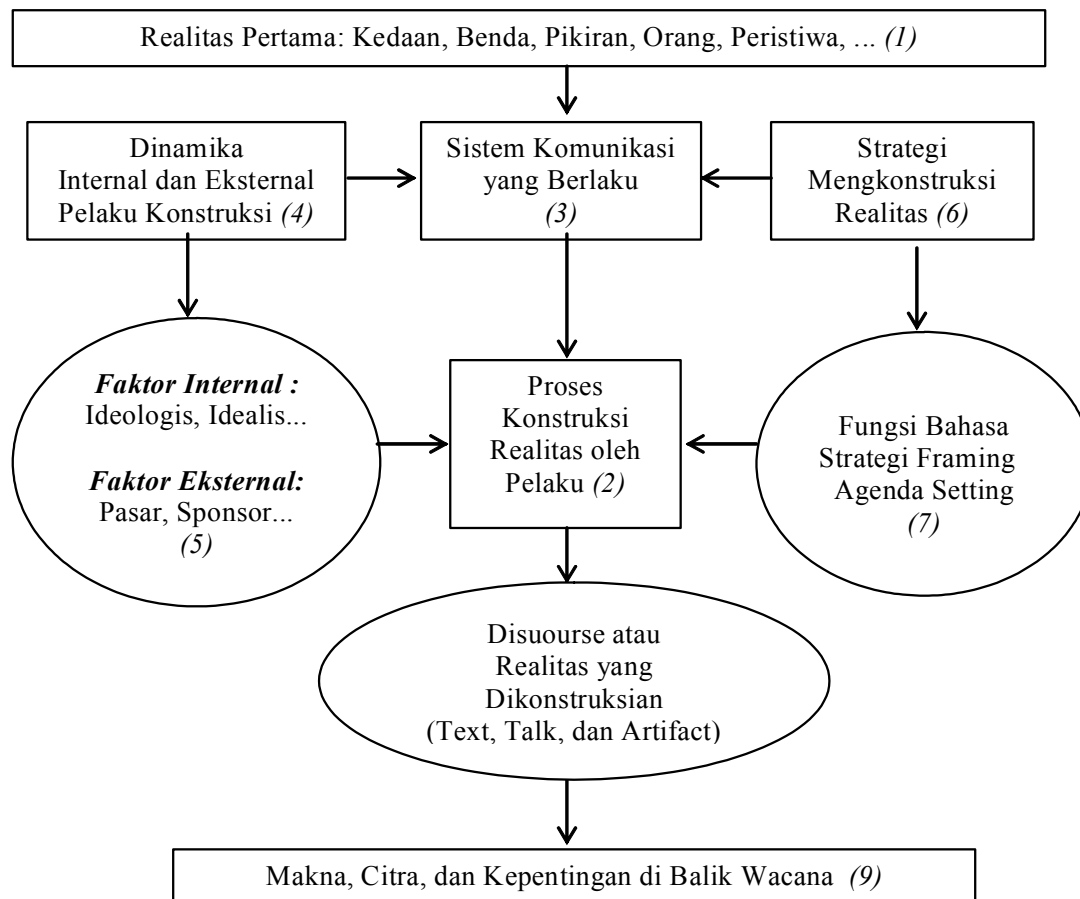 Realitas Pertama: Kedaan, Benda, Pikiran, Orang, Peristiwa, ... (1)
Dinamika
Internal dan Eksternal
Pelaku Konstruksi (4)
Sistem Komunikasi
yang Berlaku
(3)
Strategi
Mengkonstruksi
Realitas (6)
Faktor Internal :
Ideologis, Idealis...
Faktor Eksternal:
Pasar, Sponsor...
(5)
Proses
Konstruksi
Realitas oleh
Pelaku (2)
Fungsi Bahasa
Strategi Framing
Agenda Setting
(7)
Disuourse atau
Realitas yang
Dikonstruksian
(Text, Talk, dan Artifact)
Makna, Citra, dan Kepentingan di Balik Wacana (9)